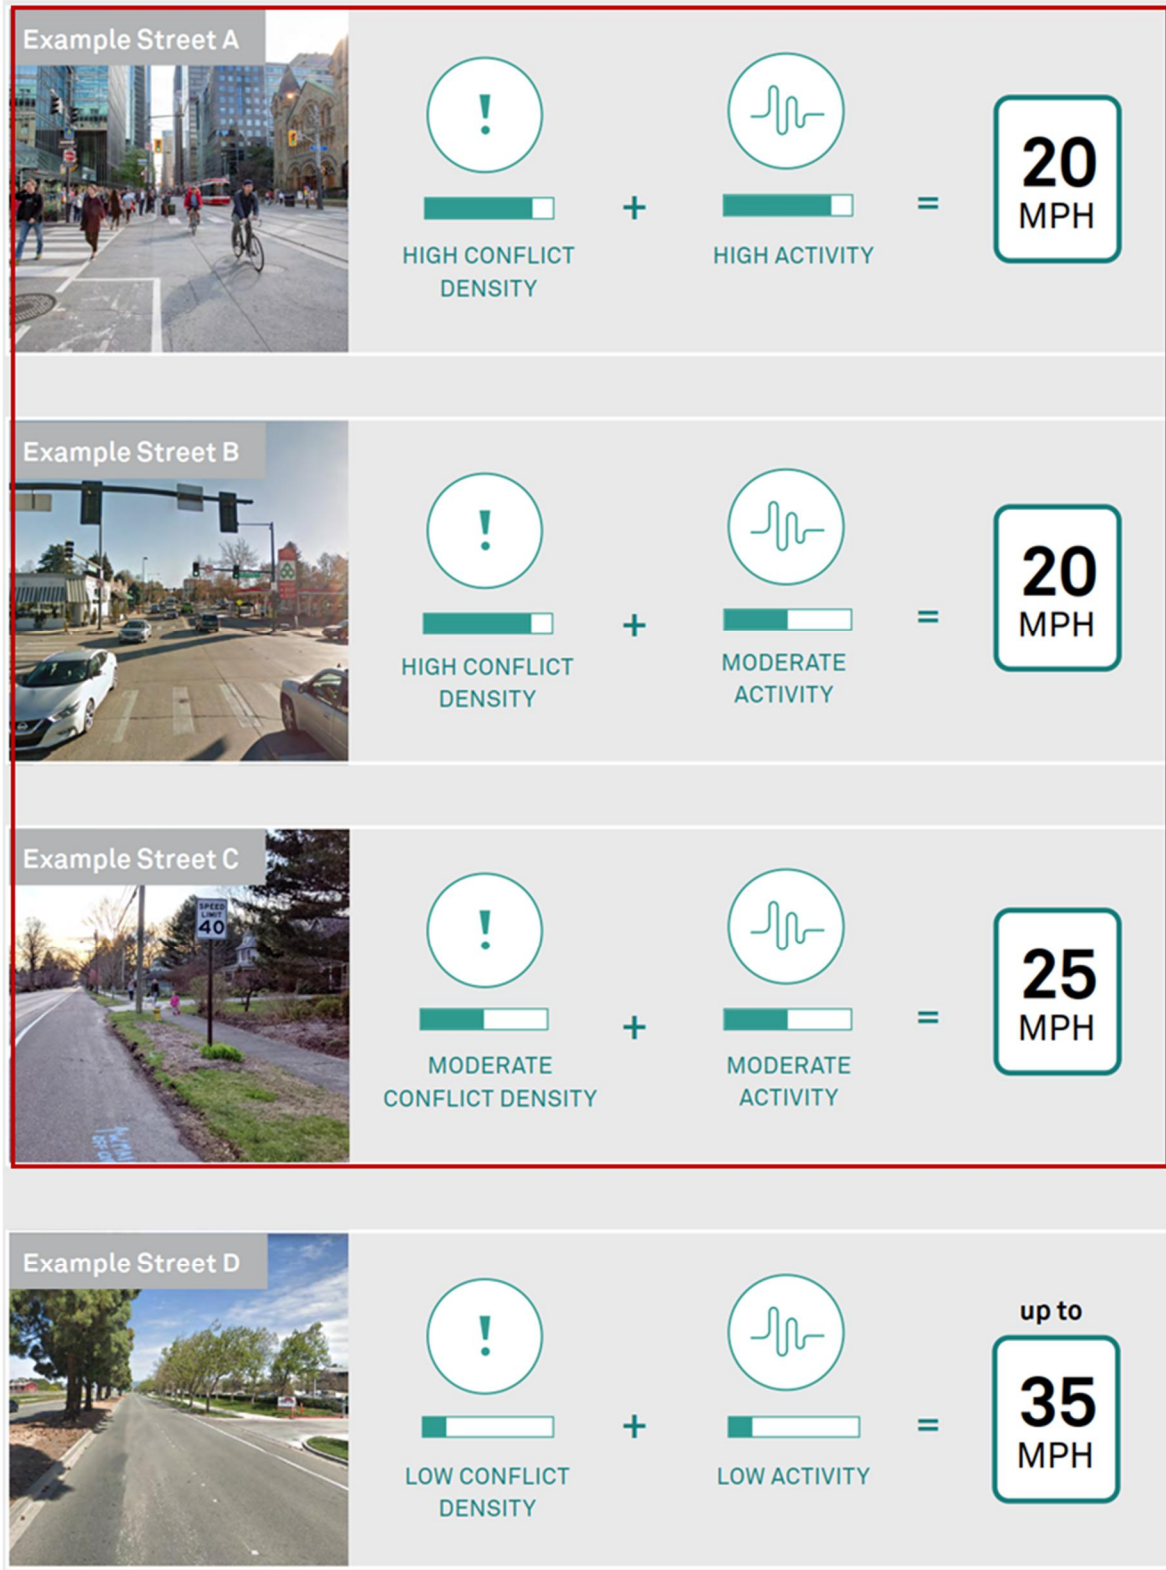 Example Street A
HIGH CONFLICT
DENSITY
+
HIGH ACTIVITY
=
20
MPH
Example Street B
HIGH CONFLICT
DENSITY
+
MODERATE
ACTIVITY
=
20
MPH
Example Street C
SPEED
LIMIT
40
MODERATE
CONFLICT DENSITY
+
MODERATE
ACTIVITY
=
25
MPH
Example Street D
LOW CONFLICT
DENSITY
+
LOW ACTIVITY
=
up to
35
MPH